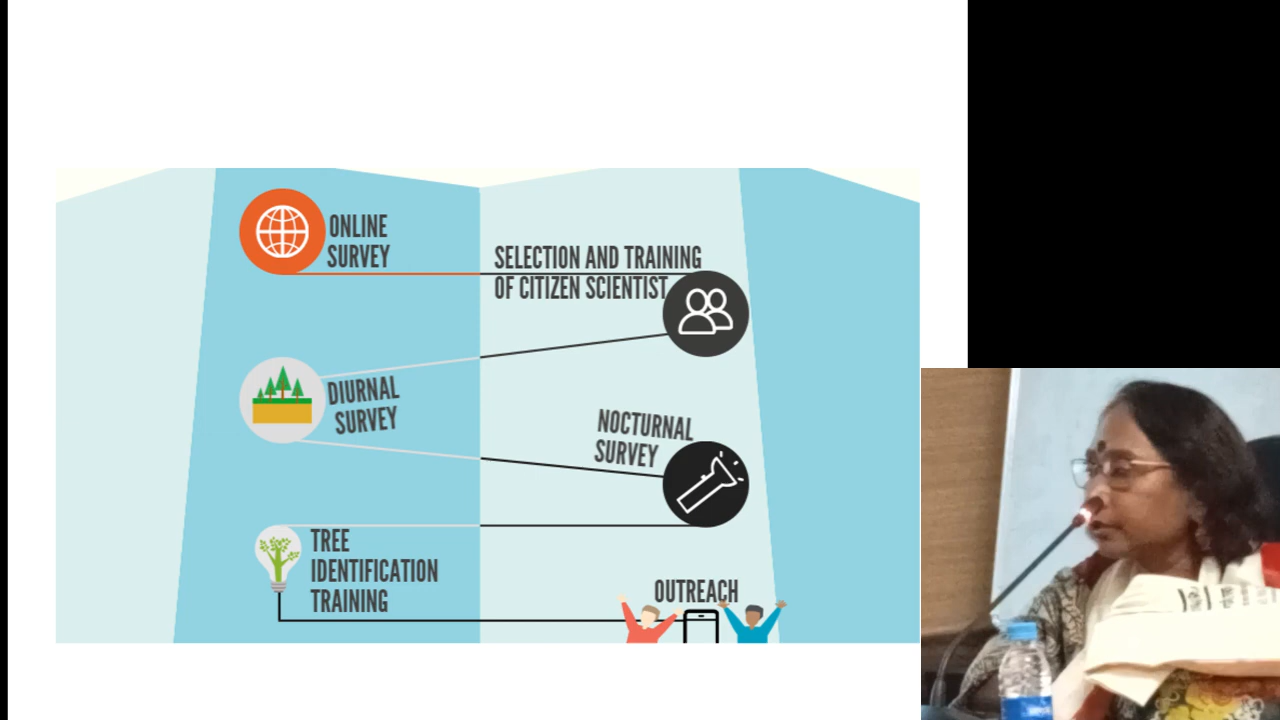 ONLINE
SURVEY
SELECTION AND TRAINING
OF CITIZEN SCIENTIST
DIURNAL
SURVEY
NOCTURNAL
SURVEY
TREE
IDENTIFICATION
TRAINING
OUTREACH